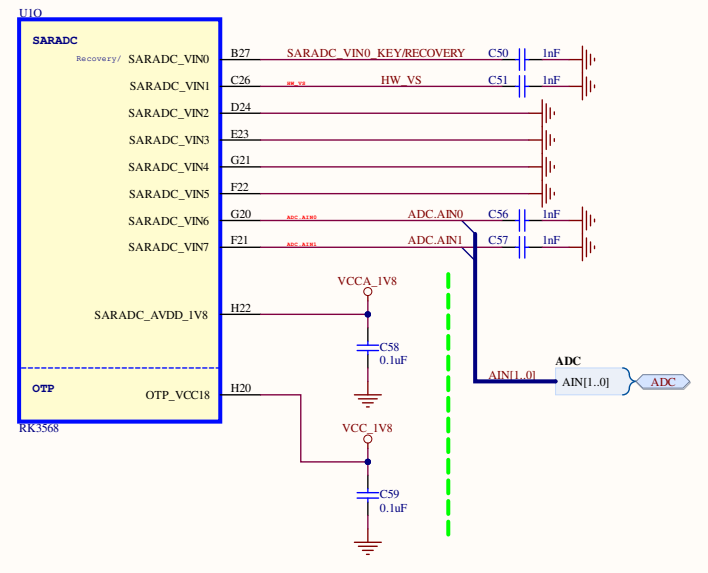 U1O
SARADC
Recovery/ SARADC_VIN0 B27 SARADC_VIN0_KEY/RECOVERY C50 1nF
SARADC_VIN1 C26 HW_VS HW_VS C51 1nF
SARADC_VIN2 D24
SARADC_VIN3 E23
SARADC_VIN4 G21
SARADC_VIN5 F22
SARADC_VIN6 G20 ADC.AIN0 ADC.AIN0 C56 1nF
SARADC_VIN7 F21 ADC.AIN1 ADC.AIN1 C57 1nF
VCCA_1V8
SARADC_AVDD_1V8 H22
C58
0.1uF
ADC
AIN[1..0] AIN[1..0] ADC
OTP
OTP_VCC18 H20
RK3568
VCC_1V8
C59
0.1uF